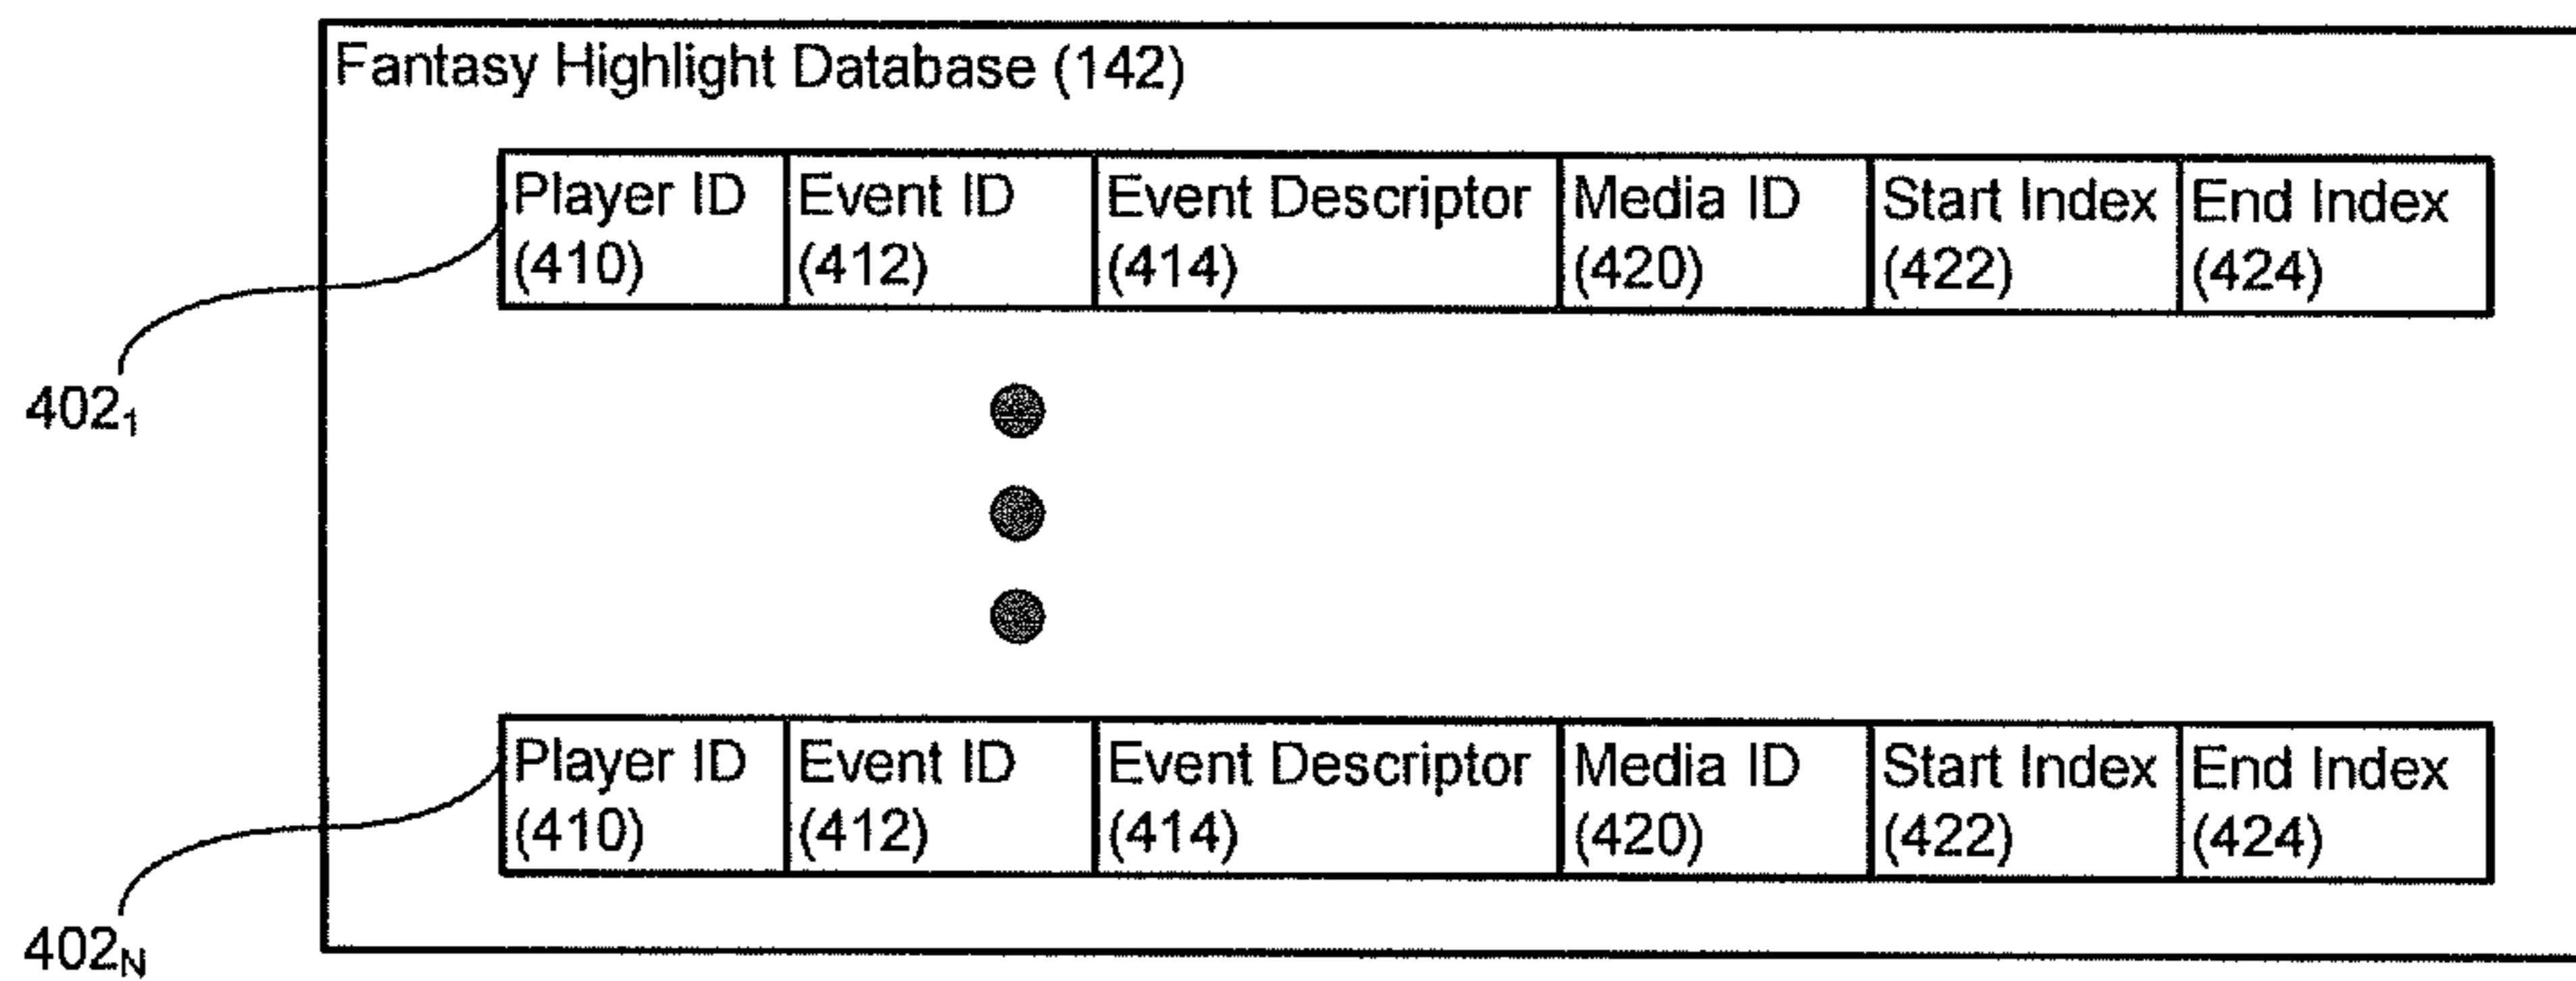 Fantasy Highlight Database (142)
Player ID Event ID Event Descriptor Media ID Start Index End Index
(410) (412) (414) (420) (422) (424)
402₁
Player ID Event ID Event Descriptor Media ID Start Index End Index
(410) (412) (414) (420) (422) (424)
402ₙ